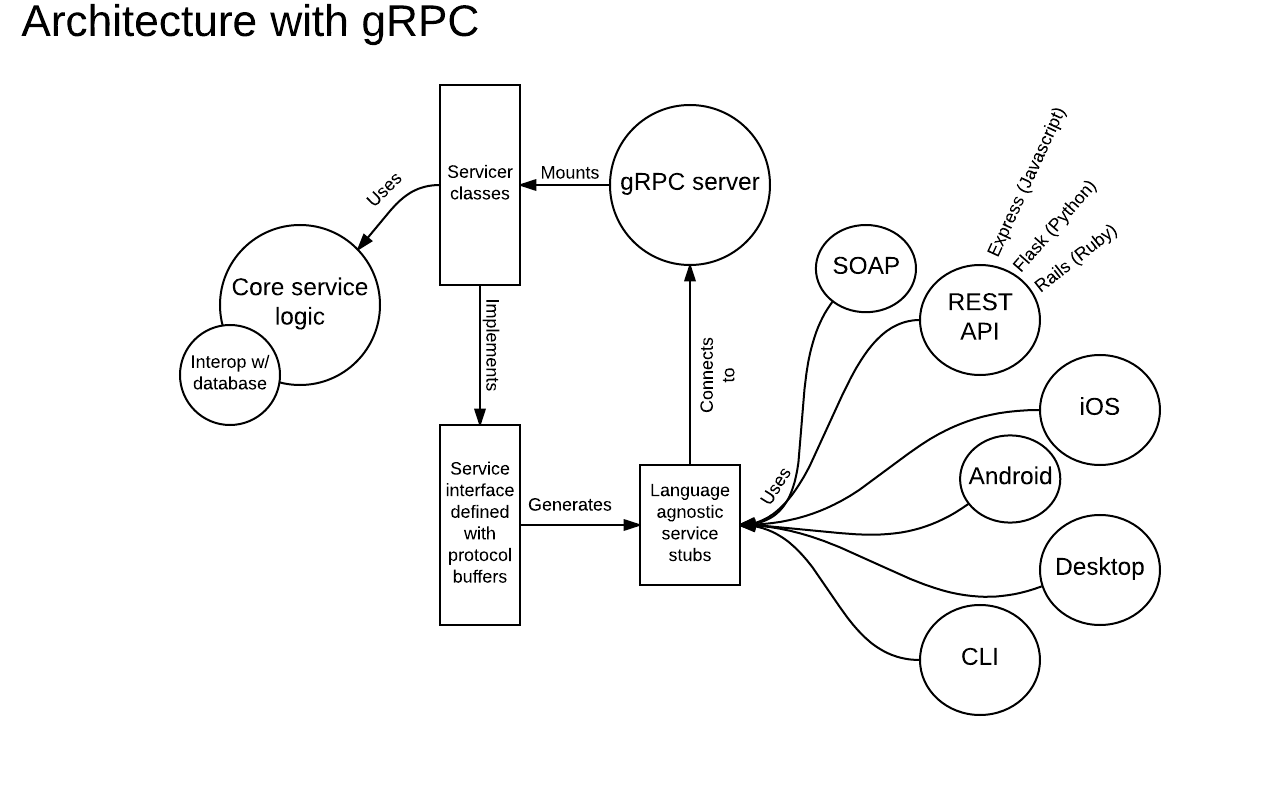 Architecture with gRPC
Servicer
classes
Mounts
gRPC server
Uses
Core service
logic
Interop w/
database
Implements
Connects
to
SOAP
REST
API
Express (Javascript)
Flask (Python)
Rails (Ruby)
iOS
Android
Desktop
CLI
Uses
Service
interface
defined
with
protocol
buffers
Generates
Language
agnostic
service
stubs